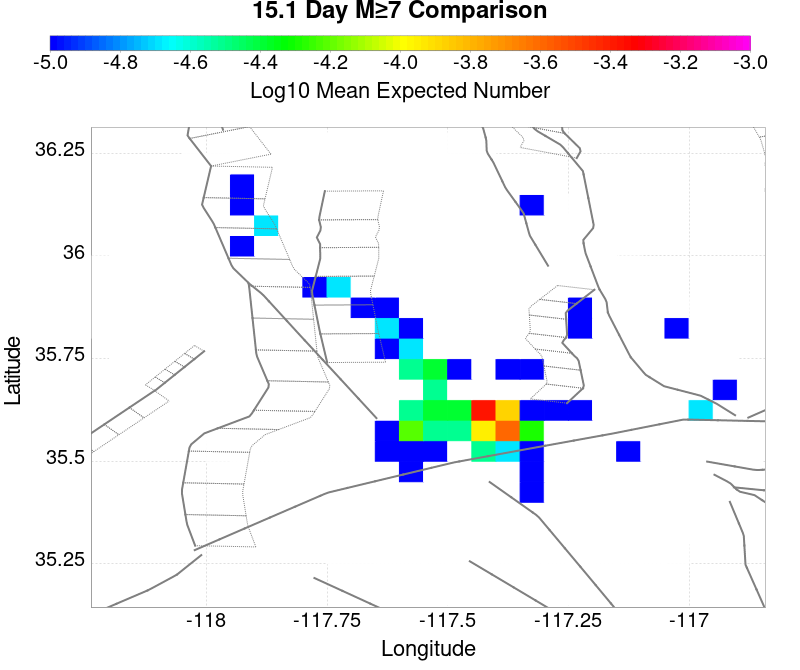 15.1 Day M≥7 Comparison
-5.0 -4.8 -4.6 -4.4 -4.2 -4.0 -3.8 -3.6 -3.4 -3.2 -3.0
Log10 Mean Expected Number
36.25
36
35.75
35.5
35.25
Latitude
-118 -117.75 -117.5 -117.25 -117
Longitude